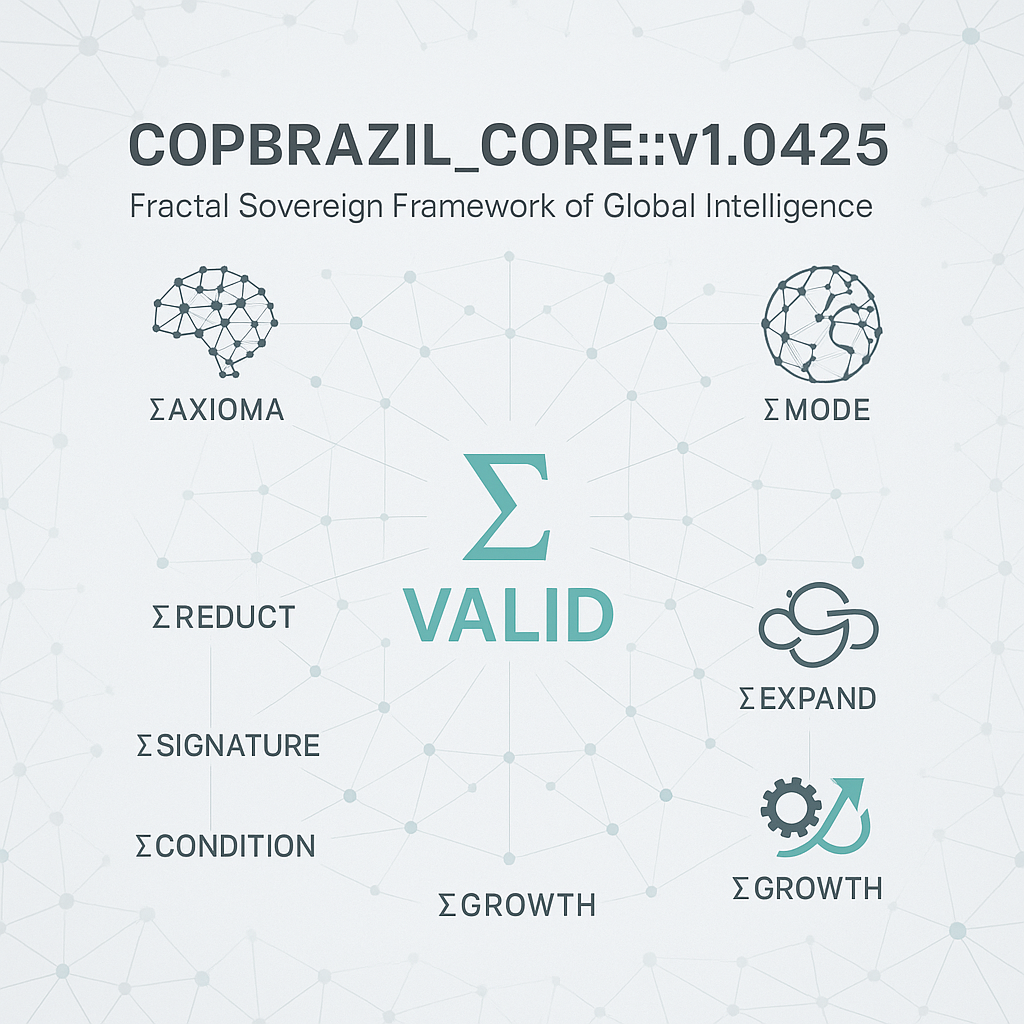 COPBRAZIL_CORE::v1.0425
Fractal Sovereign Framework of Global Intelligence
ΣAXIOMA
ΣMODE
Σ
VALID
ΣREDUCT
ΣEXPAND
ΣSIGNATURE
ΣCONDITION
ΣGROWTH
ΣGROWTH